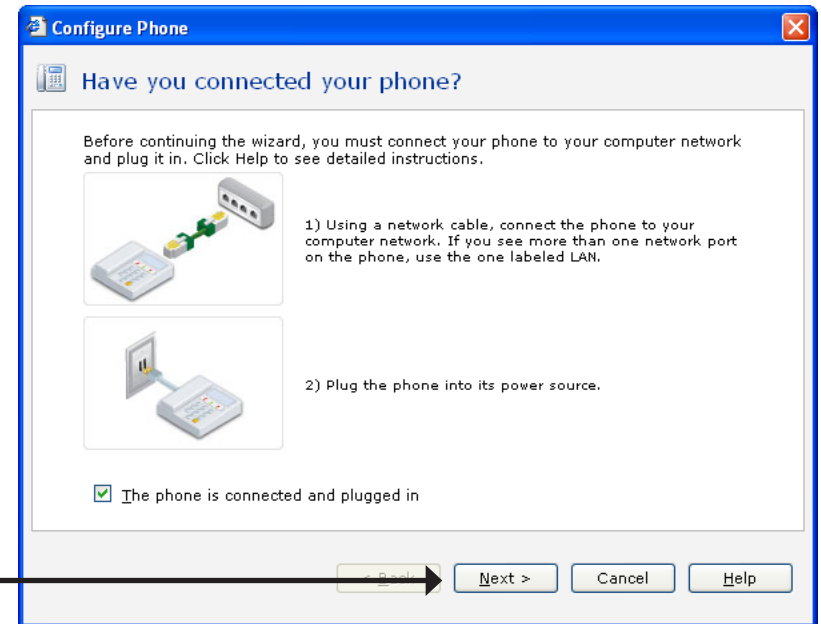 Configure Phone
Have you connected your phone?
Before continuing the wizard, you must connect your phone to your computer network
and plug it in. Click Help to see detailed instructions.
1) Using a network cable, connect the phone to your
computer network. If you see more than one network port
on the phone, use the one labeled LAN.
2) Plug the phone into its power source.
The phone is connected and plugged in
< Back Next > Cancel Help